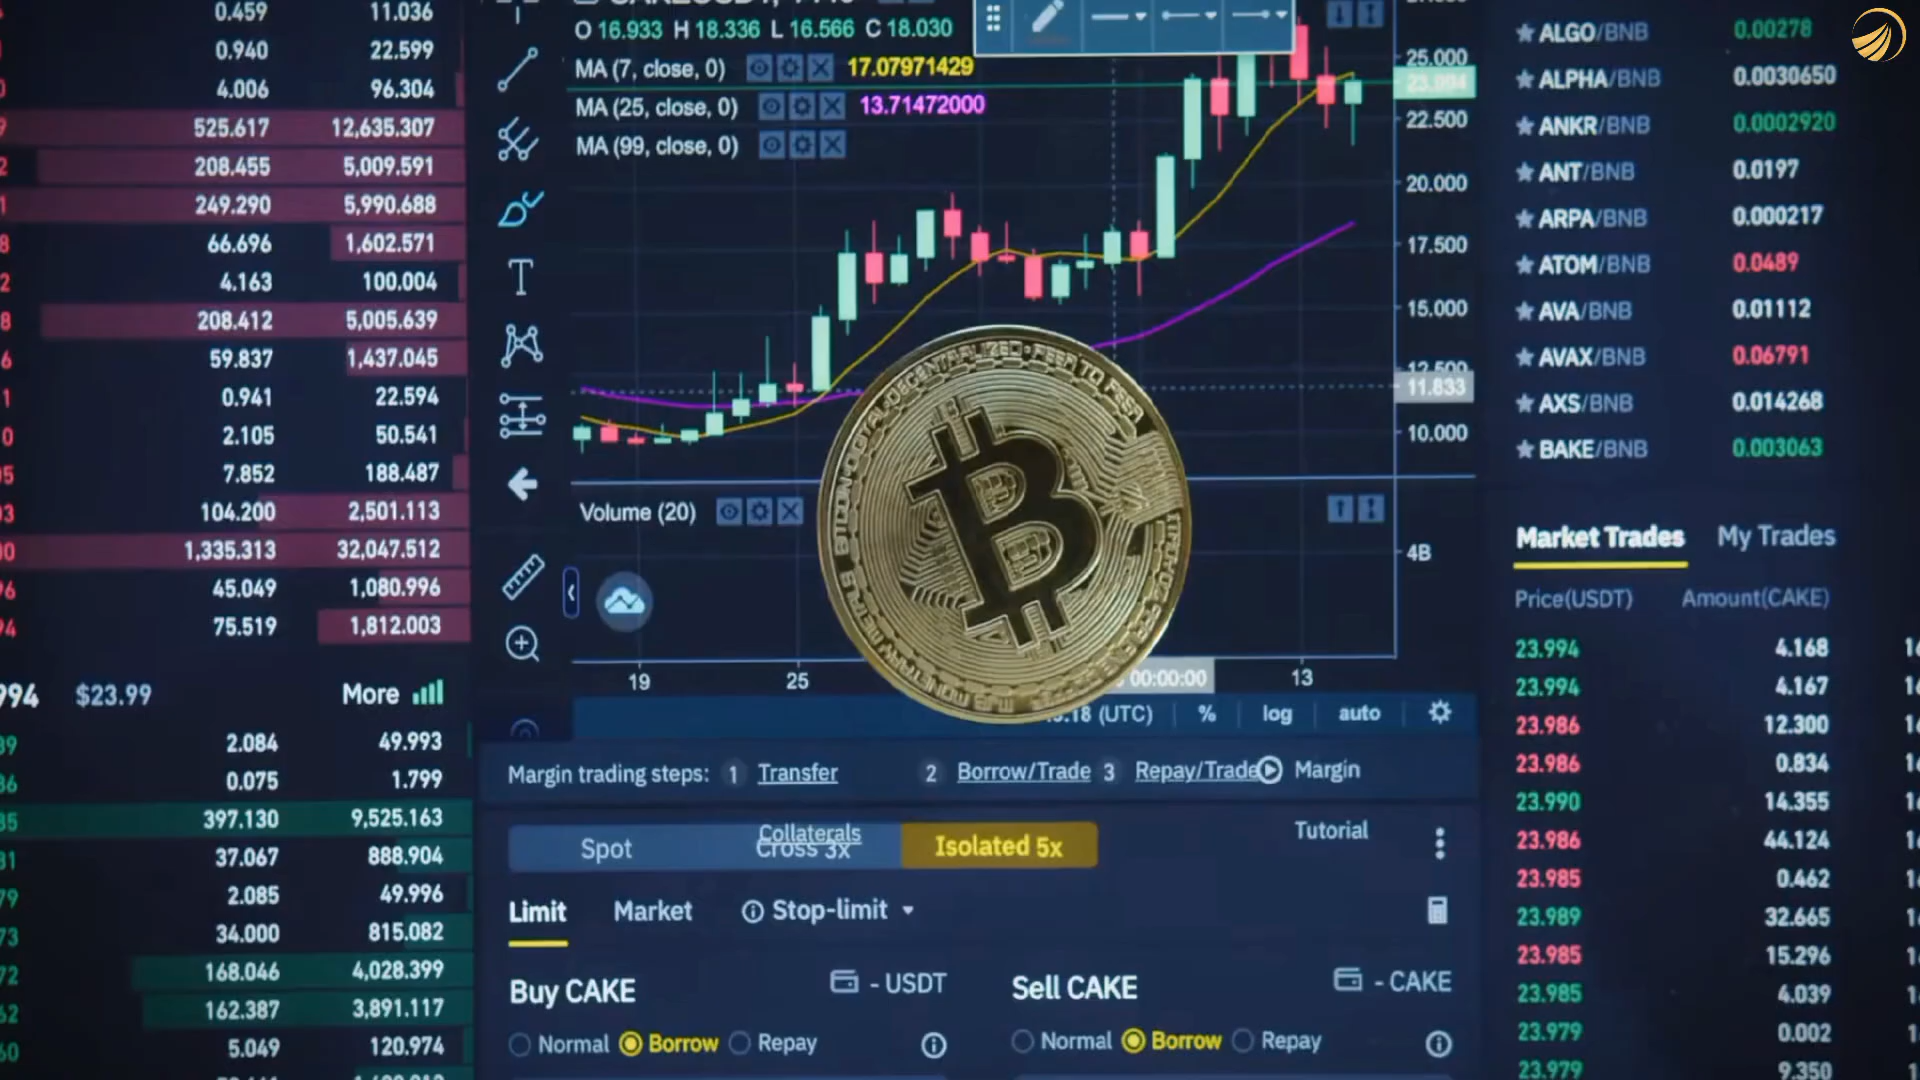 0.459 11.036
0.940 22.599
4.006 96.304
525.617 12,635.307
208.455 5,009.591
249.290 5,990.688
66.696 1,602.571
4.163 100.004
208.412 5,005.639
59.837 1,437.045
0.941 22.594
2.105 50.541
7.852 188.487
104.200 2,501.113
1,335.313 32,047.512
45.049 1,080.996
75.519 1,812.003
994 $23.99 More
2.084 49.993
0.075 1.799
397.130 9,525.163
37.067 888.904
2.085 49.996
34.000 815.082
168.046 4,028.399
162.387 3,891.117
5.049 120.974
O 16.933 H 18.336 L 16.566 C 18.030
MA (7, close, 0) 17.07971429
MA (25, close, 0) 13.71472000
MA (99, close, 0)
25.000
23.994
22.500
20.000
17.500
15.000
12.500
11.833
10.000
Volume (20)
4B
19 25 00:00:00 13
(UTC) % log auto
Margin trading steps: 1 Transfer 2 Borrow/Trade 3 Repay/Trade Margin
Collaterals Tutorial
Spot Cross 3x Isolated 5x
Limit Market Stop-limit
Buy CAKE - USDT Sell CAKE - CAKE
Normal Borrow Repay Normal Borrow Repay
ALGO/BNB 0.00278
ALPHA/BNB 0.0030650
ANKR/BNB 0.0002920
ANT/BNB 0.0197
ARPA/BNB 0.000217
ATOM/BNB 0.0489
AVA/BNB 0.01112
AVAX/BNB 0.06791
AXS/BNB 0.014268
BAKE/BNB 0.003063
Market Trades My Trades
Price(USDT) Amount(CAKE)
23.994 4.168
23.994 4.167
23.986 12.300
23.986 0.834
23.990 14.355
23.986 44.124
23.985 0.462
23.989 32.665
23.985 15.296
23.985 4.039
23.979 0.002
23.979 9.350